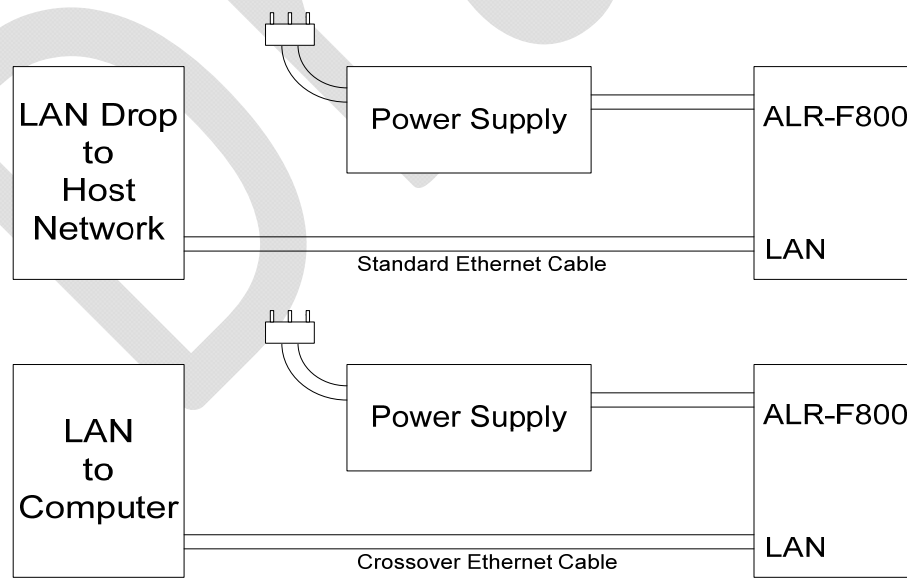 LAN Drop
to
Host
Network
Power Supply
ALR-F800
LAN
Standard Ethernet Cable
LAN
to
Computer
Power Supply
ALR-F800
LAN
Crossover Ethernet Cable